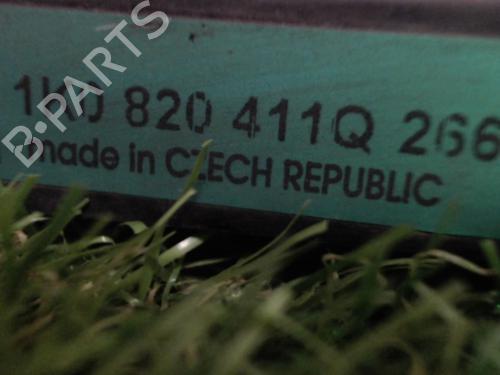 1K0 820 411Q 266
made in CZECH REPUBLIC
B-PARTS